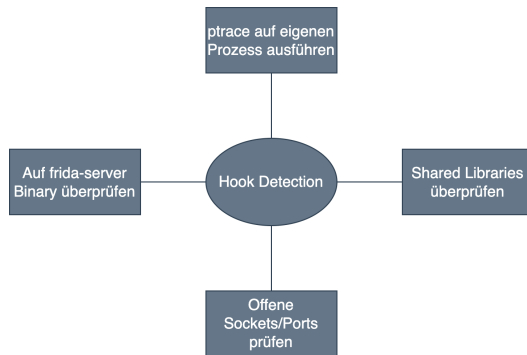 ptrace auf eigenen
Prozess ausführen
Auf frida-server
Binary überprüfen
Hook Detection
Shared Libraries
überprüfen
Offene
Sockets/Ports
prüfen